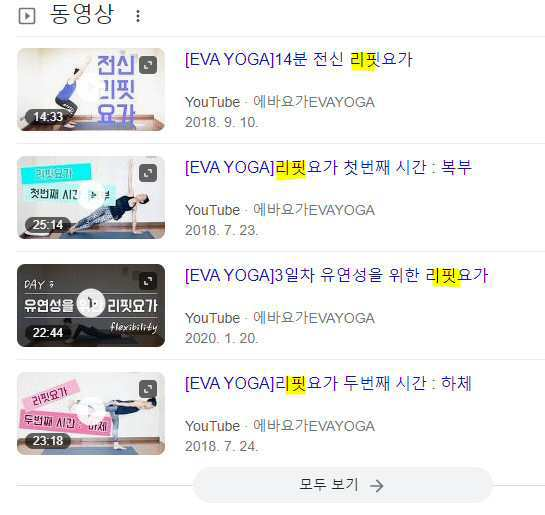 동영상
전신
리핏
요가
14:33
[EVA YOGA]14분 전신 리핏요가
YouTube · 에바요가EVAYOGA
2018. 9. 10.
리핏요가
첫번째 시간
25:14
[EVA YOGA]리핏요가 첫번째 시간 : 복부
YouTube · 에바요가EVAYOGA
2018. 7. 23.
DAY 3
유연성을 위한 리핏요가
flexibility
22:44
[EVA YOGA]3일차 유연성을 위한 리핏요가
YouTube · 에바요가EVAYOGA
2020. 1. 20.
리핏요가
두번째 시간 : 하체
23:18
[EVA YOGA]리핏요가 두번째 시간 : 하체
YouTube · 에바요가EVAYOGA
2018. 7. 24.
모두 보기